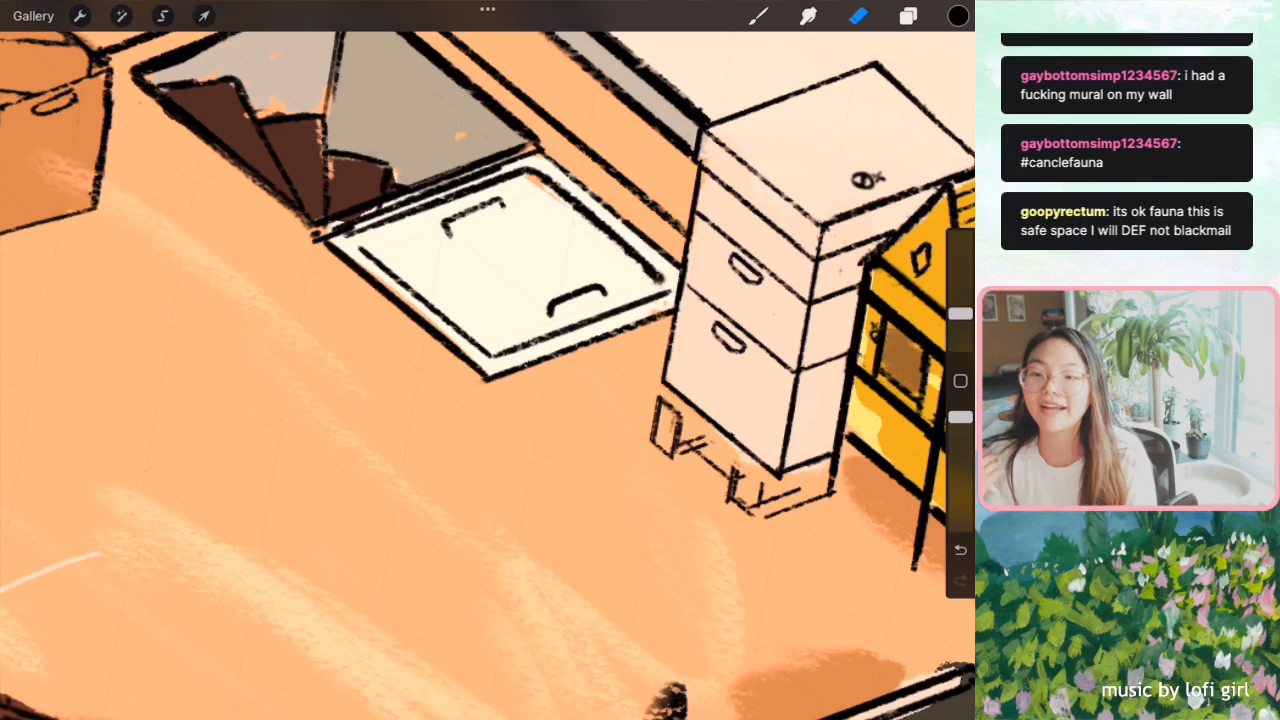 Gallery
gaybottomsimp1234567: i had a
fucking mural on my wall
gaybottomsimp1234567:
#canclefauna
goopyrectum: its ok fauna this is
safe space I will DEF not blackmail
music by lofi girl